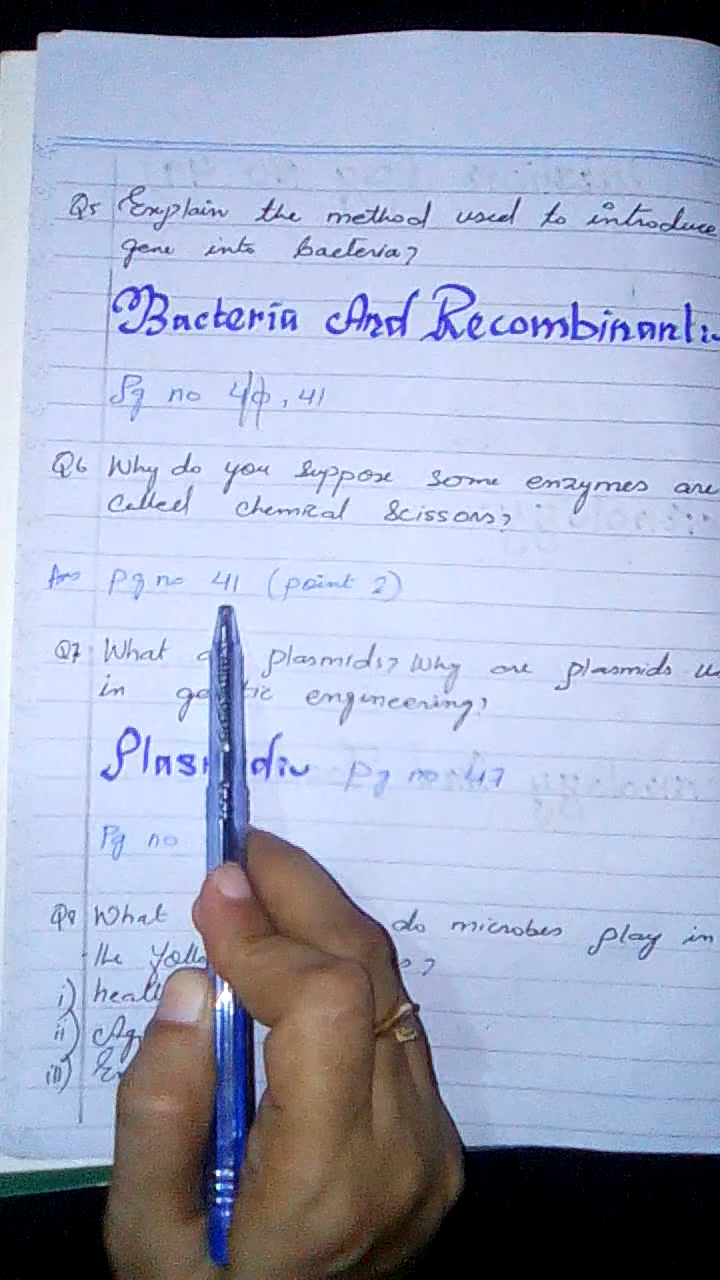 Q5 Explain the method used to introduce
gene into bacteria?
Bacteria And Recombinant
Pg no 40, 41
Q6 Why do you suppose some enzymes are
called chemical scissors?
Ans Pg no 41 (point 2)
Q7 What plasmids? Why are plasmids
in engineering?
Pg no 47
Pg no
Q8 What do microbes play in
the
i)
ii)
iii)